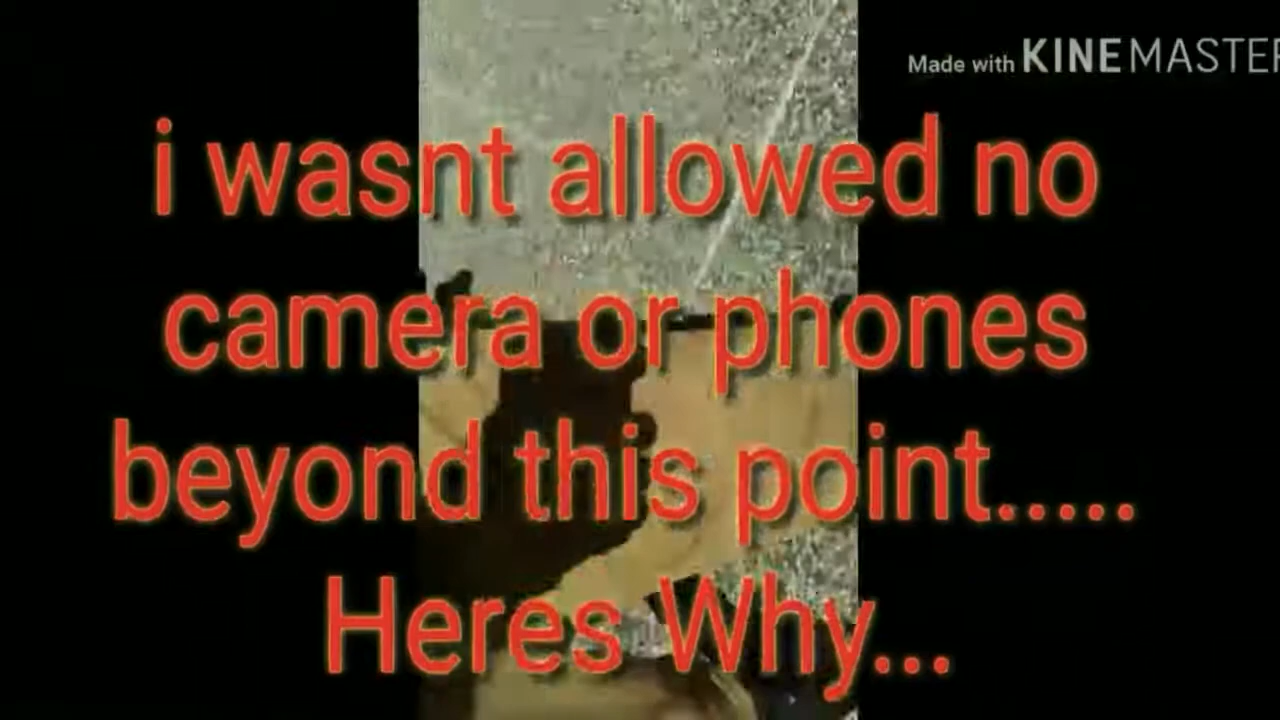 Made with KINEMASTER
i wasnt allowed no
camera or phones
beyond this point.....
Heres Why...